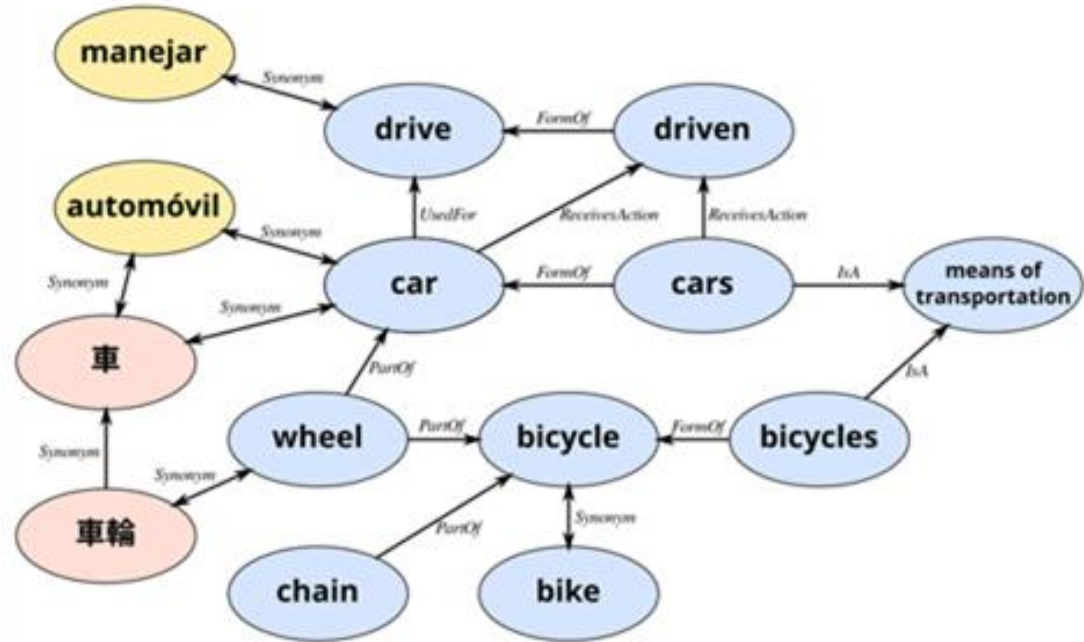 manejar
Synonym
drive
FormOf
driven
automóvil
Synonym
UsedFor
ReceivesAction
ReceivesAction
Synonym
car
FormOf
cars
IsA
means of
transportation
Synonym
車
PartOf
IsA
wheel
PartOf
bicycle
FormOf
bicycles
Synonym
Synonym
車輪
PartOf
Synonym
chain
bike